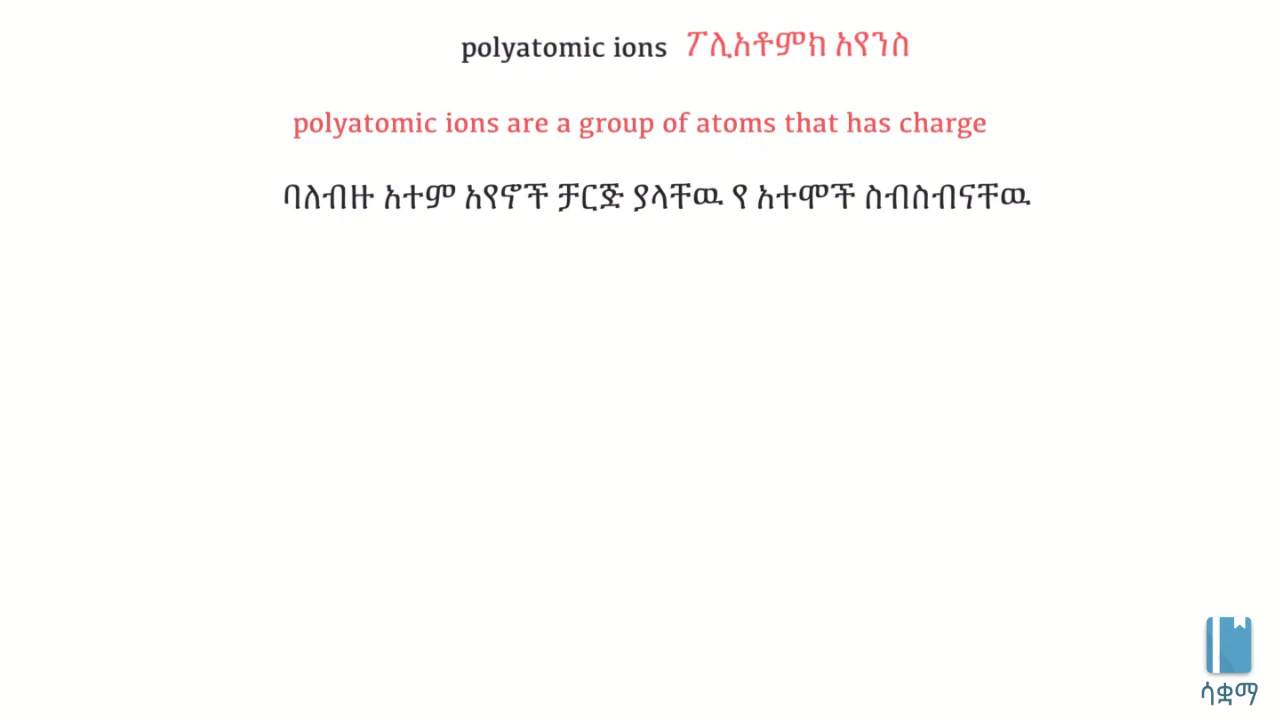 polyatomic ions ፖሊአቶምክ አየንስ
polyatomic ions are a group of atoms that has charge
ባለብዙ አተም አየኖች ቻርጅ ያላቸዉ የ አተሞች ስብስብናቸዉ
ሳቋማ